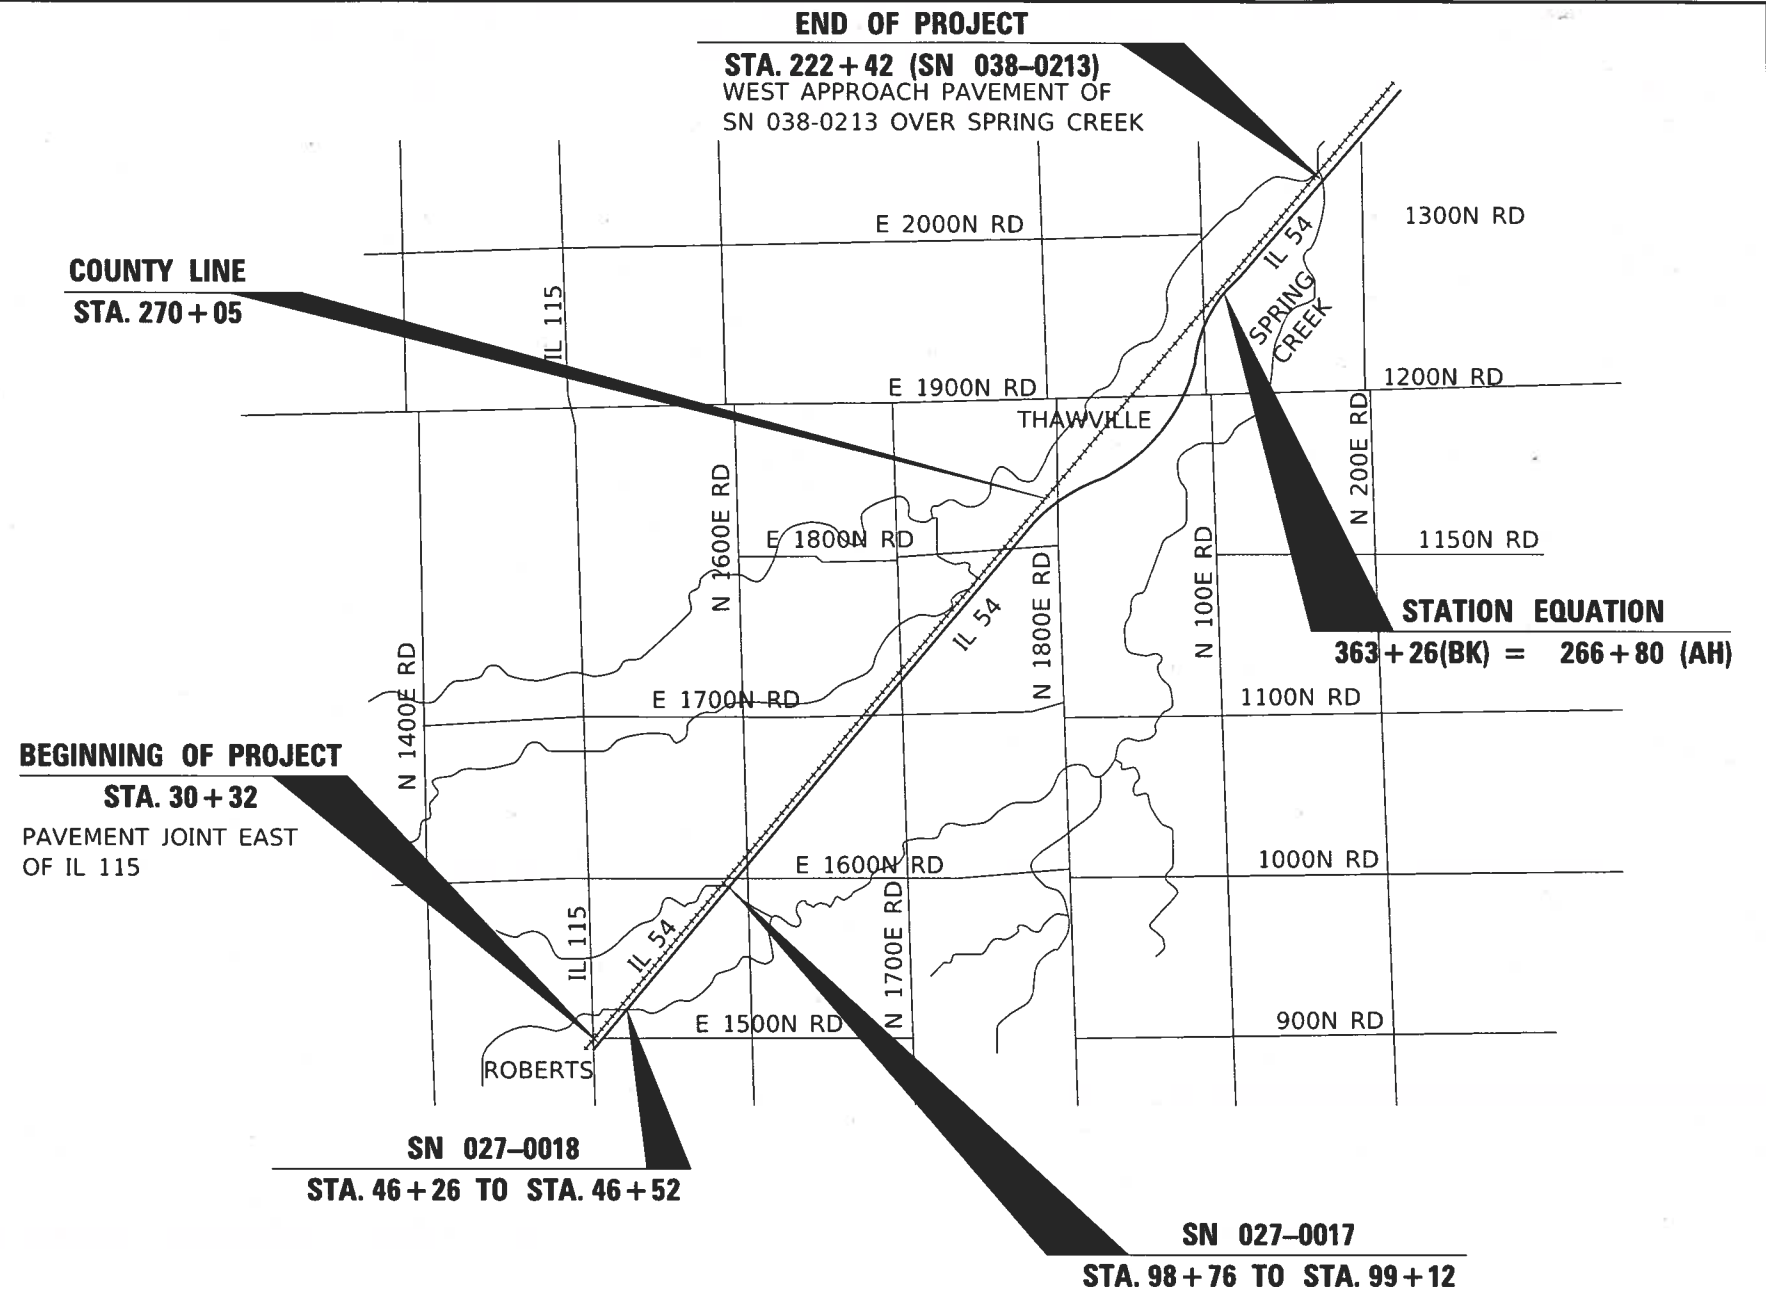 END OF PROJECT
STA. 222+42 (SN 038-0213)
WEST APPROACH PAVEMENT OF
SN 038-0213 OVER SPRING CREEK
E 2000N RD
1300N RD
IL 54
COUNTY LINE
STA. 270+05
IL 115
SPRING
CREEK
E 1900N RD
1200N RD
THAWVILLE
N 200E RD
N 1600E RD
E 1800N RD
1150N RD
N 1800E RD
N 100E RD
IL 54
STATION EQUATION
363+26(BK) = 266+80 (AH)
N 1400E RD
E 1700N RD
1100N RD
BEGINNING OF PROJECT
STA. 30+32
PAVEMENT JOINT EAST
OF IL 115
E 1600N RD
1000N RD
IL 115
IL 54
N 1700E RD
E 1500N RD
900N RD
ROBERTS
SN 027-0018
STA. 46+26 TO STA. 46+52
SN 027-0017
STA. 98+76 TO STA. 99+12